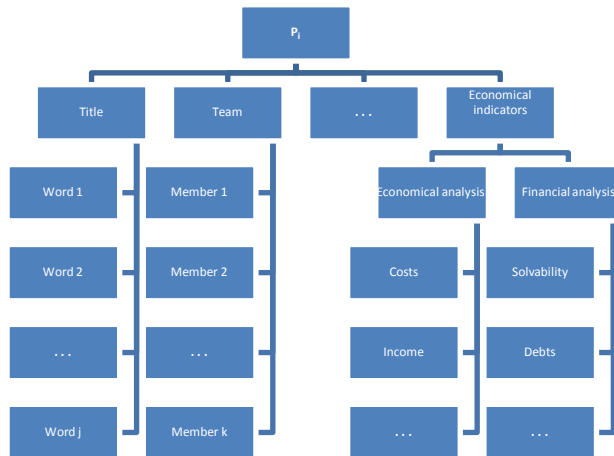 Pi
Title
Team
...
Economical
indicators
Word 1
Member 1
Economical analysis
Financial analysis
Word 2
Member 2
Costs
Solvability
...
...
Income
Debts
Word j
Member k
...
...